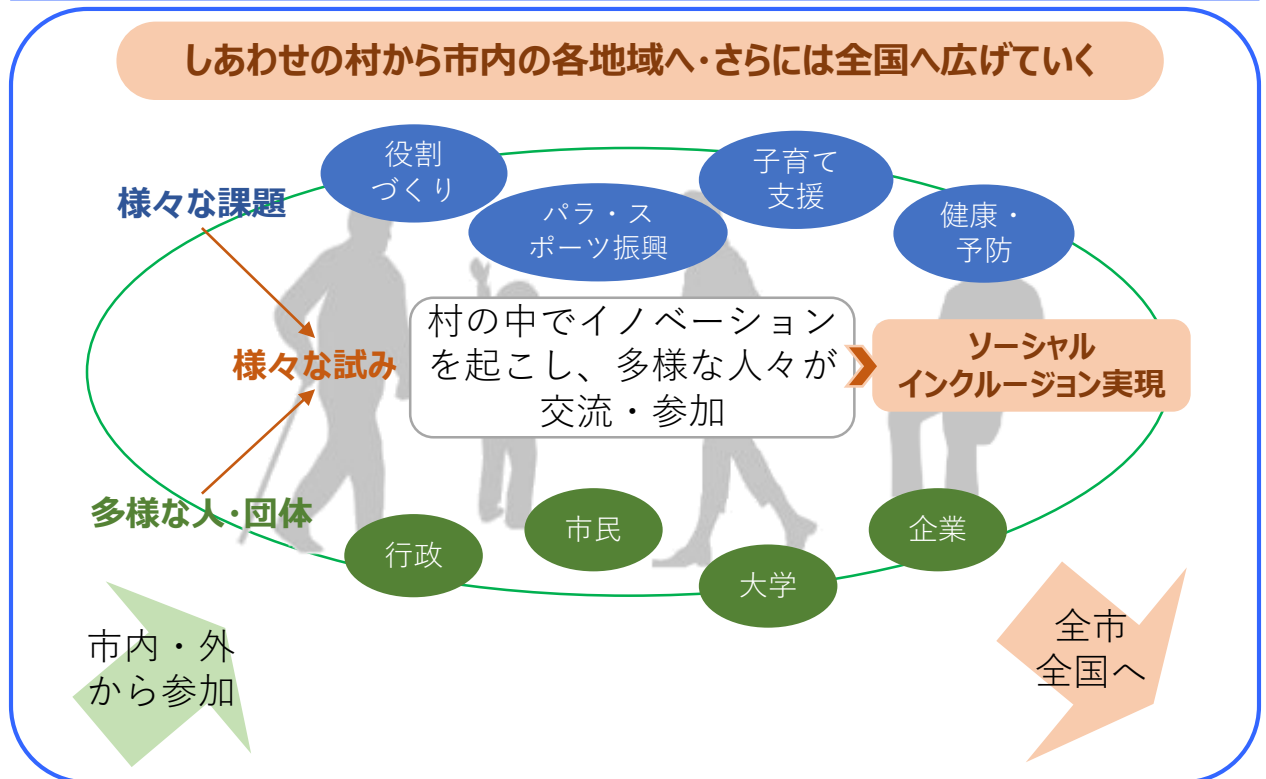 しあわせの村から市内の各地域へ・さらには全国へ広げていく
役割
づくり
子育て
支援
様々な課題
パラ・ス
ポーツ振興
健康・
予防
村の中でイノベーション
を起こし、多様な人々が
交流・参加
様々な試み
ソーシャル
インクルージョン実現
多様な人・団体
行政
市民
大学
企業
市内・外
から参加
全市
全国へ